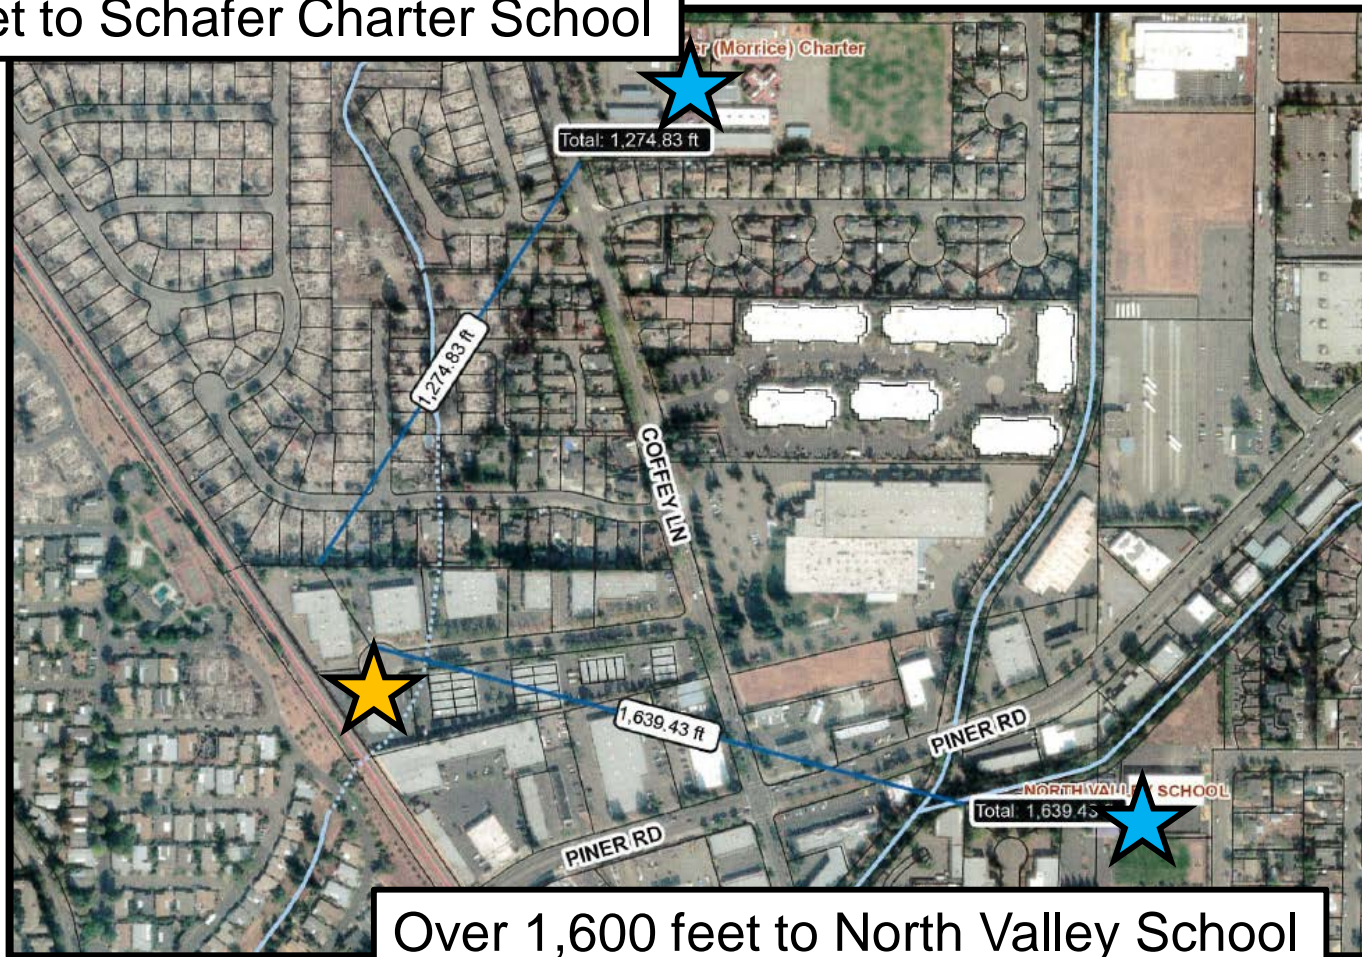 et to Schafer Charter School
er (Morrice) Charter
Total: 1,274.83 ft
1,274.83 ft
COFFEY LN
1,639.43 ft
PINER RD
NORTH VALLEY SCHOOL
Total: 1,639.43
PINER RD
Over 1,600 feet to North Valley School